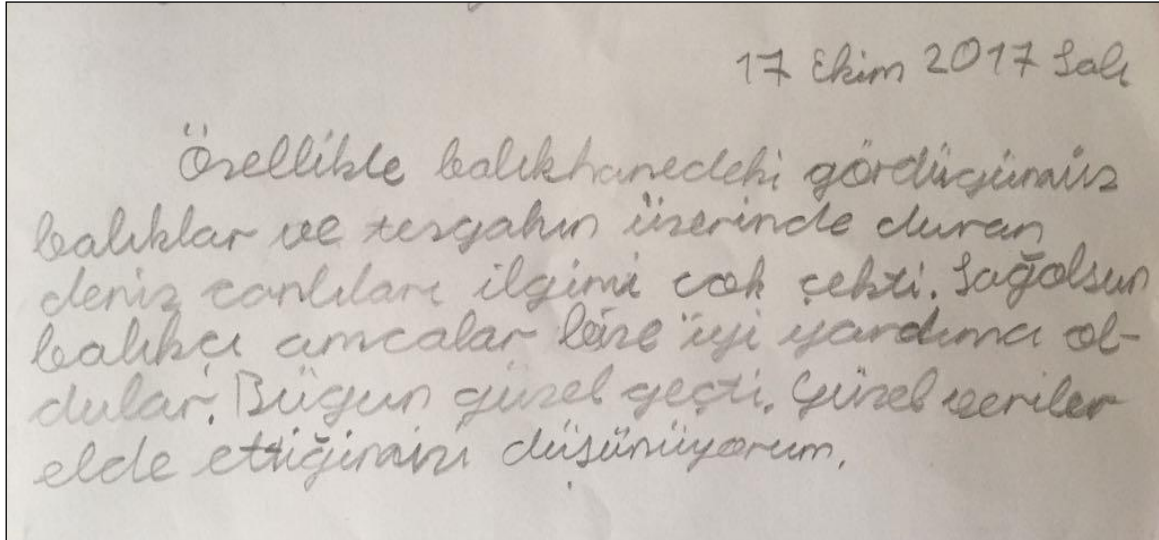 17 Ekim 2017 Salı
Özellikle balıkhanedeki gördüğümüz
balıklar ve tezgahın üzerinde duran
deniz canlıları ilgimi çok çekti. Sağolsun
balıkçı amcalar bize iyi yardımcı ol-
dular. Bugün güzel geçti. Güzel veriler
elde ettiğimizi düşünüyorum.